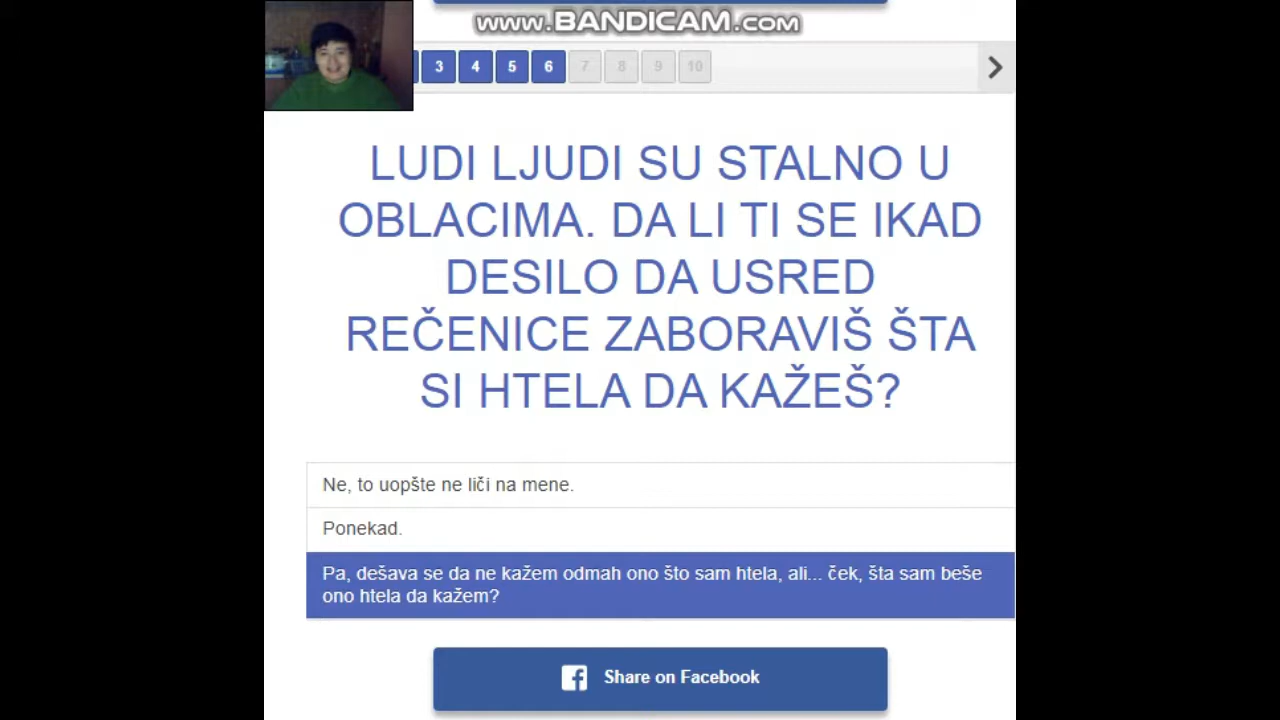 www.BANDICAM.com
3 4 5 6 7 8 9 10
LUDI LJUDI SU STALNO U
OBLACIMA. DA LI TI SE IKAD
DESILO DA USRED
REČENICE ZABORAVIŠ ŠTA
SI HTELA DA KAŽEŠ?
Ne, to uopšte ne liči na mene.
Ponekad.
Pa, dešava se da ne kažem odmah ono što sam htela, ali... ček, šta sam beše
ono htela da kažem?
Share on Facebook